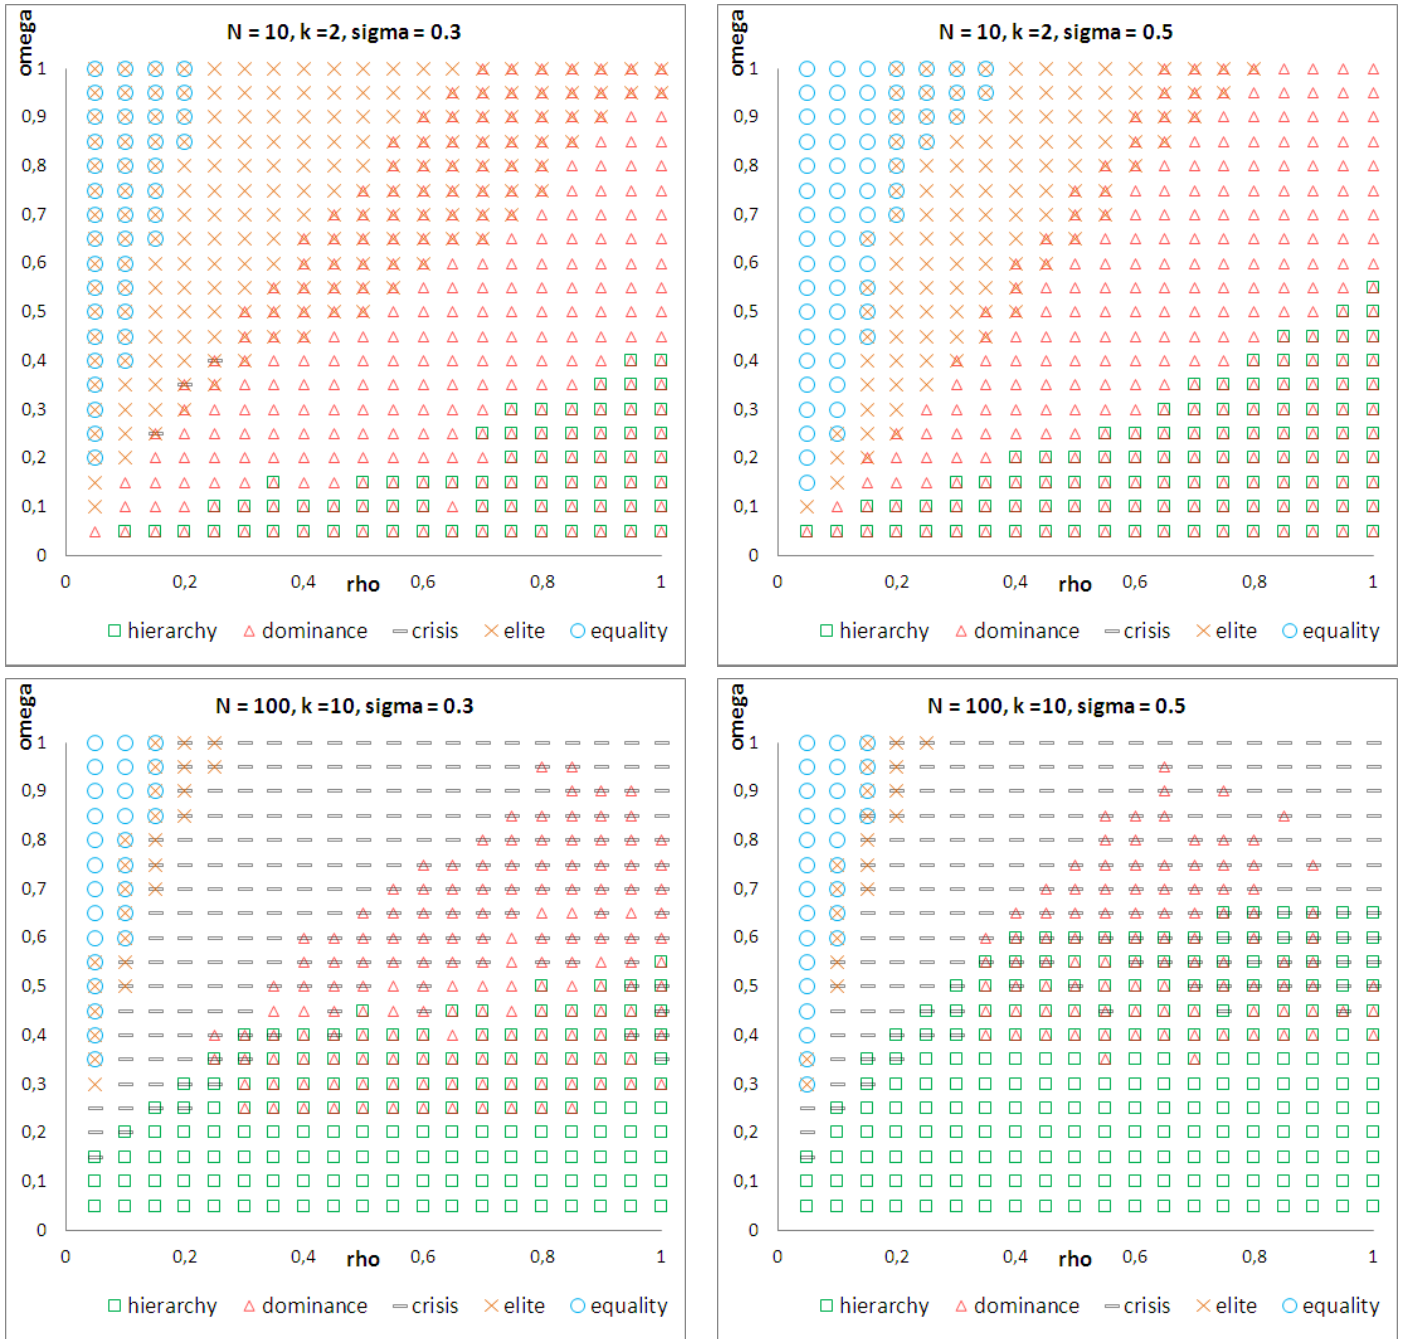 N = 10, k =2, sigma = 0.3
omega
1
0,9
0,8
0,7
0,6
0,5
0,4
0,3
0,2
0,1
0
0 0,2 0,4 0,6 0,8 1
rho
hierarchy dominance crisis elite equality
N = 10, k =2, sigma = 0.5
omega
1
0,9
0,8
0,7
0,6
0,5
0,4
0,3
0,2
0,1
0
0 0,2 0,4 0,6 0,8 1
rho
hierarchy dominance crisis elite equality
N = 100, k =10, sigma = 0.3
omega
1
0,9
0,8
0,7
0,6
0,5
0,4
0,3
0,2
0,1
0
0 0,2 0,4 0,6 0,8 1
rho
hierarchy dominance crisis elite equality
N = 100, k =10, sigma = 0.5
omega
1
0,9
0,8
0,7
0,6
0,5
0,4
0,3
0,2
0,1
0
0 0,2 0,4 0,6 0,8 1
rho
hierarchy dominance crisis elite equality